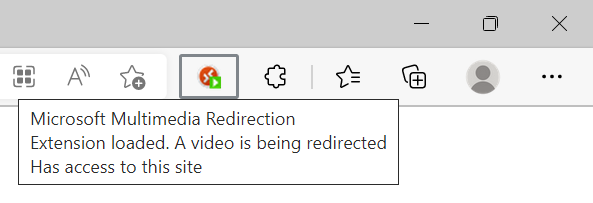 Microsoft Multimedia Redirection
Extension loaded. A video is being redirected
Has access to this site